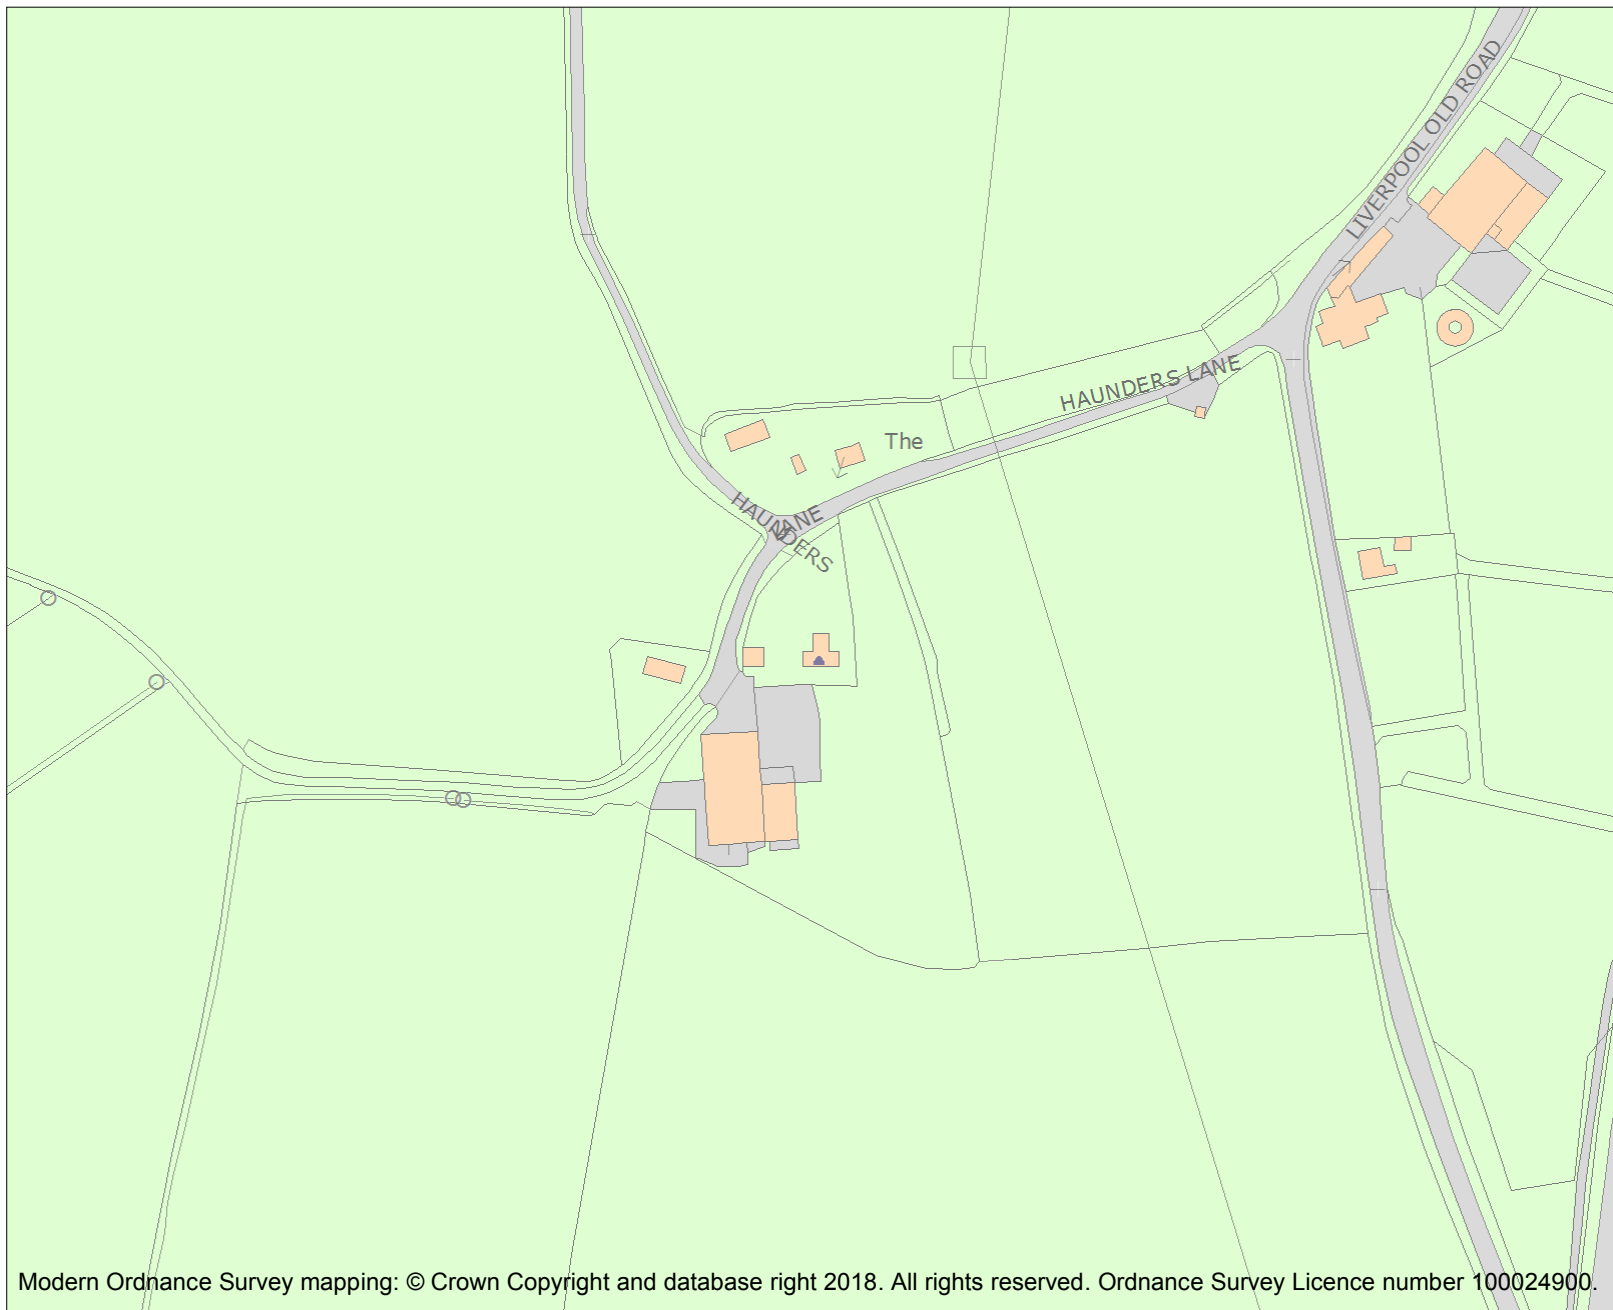 LIVERPOOL OLD ROAD
HAUNDERS LANE
The
HAUNDERS
LANE
Modern Ordnance Survey mapping: © Crown Copyright and database right 2018. All rights reserved. Ordnance Survey Licence number 100024900.